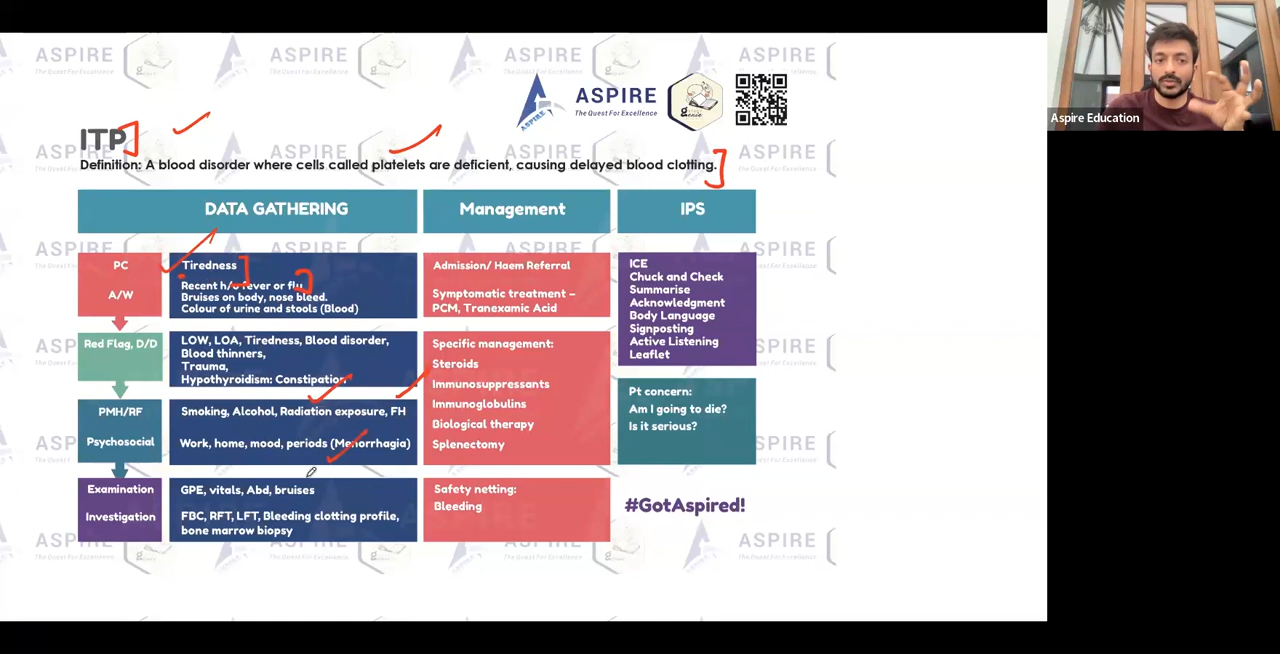 ASPIRE
The Quest For Excellence
ASPIRE
The Quest For Excellence
Aspire Education
ITP
Definition: A blood disorder where cells called platelets are deficient, causing delayed blood clotting.
DATA GATHERING
Management
IPS
PC
A/W
Tiredness
Recent h/o fever or flu
Bruises on body, nose bleed.
Colour of urine and stools (Blood)
Admission/ Haem Referral
Symptomatic treatment –
PCM, Tranexamic Acid
ICE
Chuck and Check
Summarise
Acknowledgment
Body Language
Signposting
Active Listening
Leaflet
Red Flag, D/D
LOW, LOA, Tiredness, Blood disorder,
Blood thinners,
Trauma,
Hypothyroidism: Constipation
Specific management:
Steroids
Immunosuppressants
Immunoglobulins
Biological therapy
Splenectomy
Pt concern:
Am I going to die?
Is it serious?
PMH/RF
Psychosocial
Smoking, Alcohol, Radiation exposure, FH
Work, home, mood, periods (Menorrhagia)
Examination
Investigation
GPE, vitals, Abd, bruises
FBC, RFT, LFT, Bleeding clotting profile,
bone marrow biopsy
Safety netting:
Bleeding
#GotAspired!